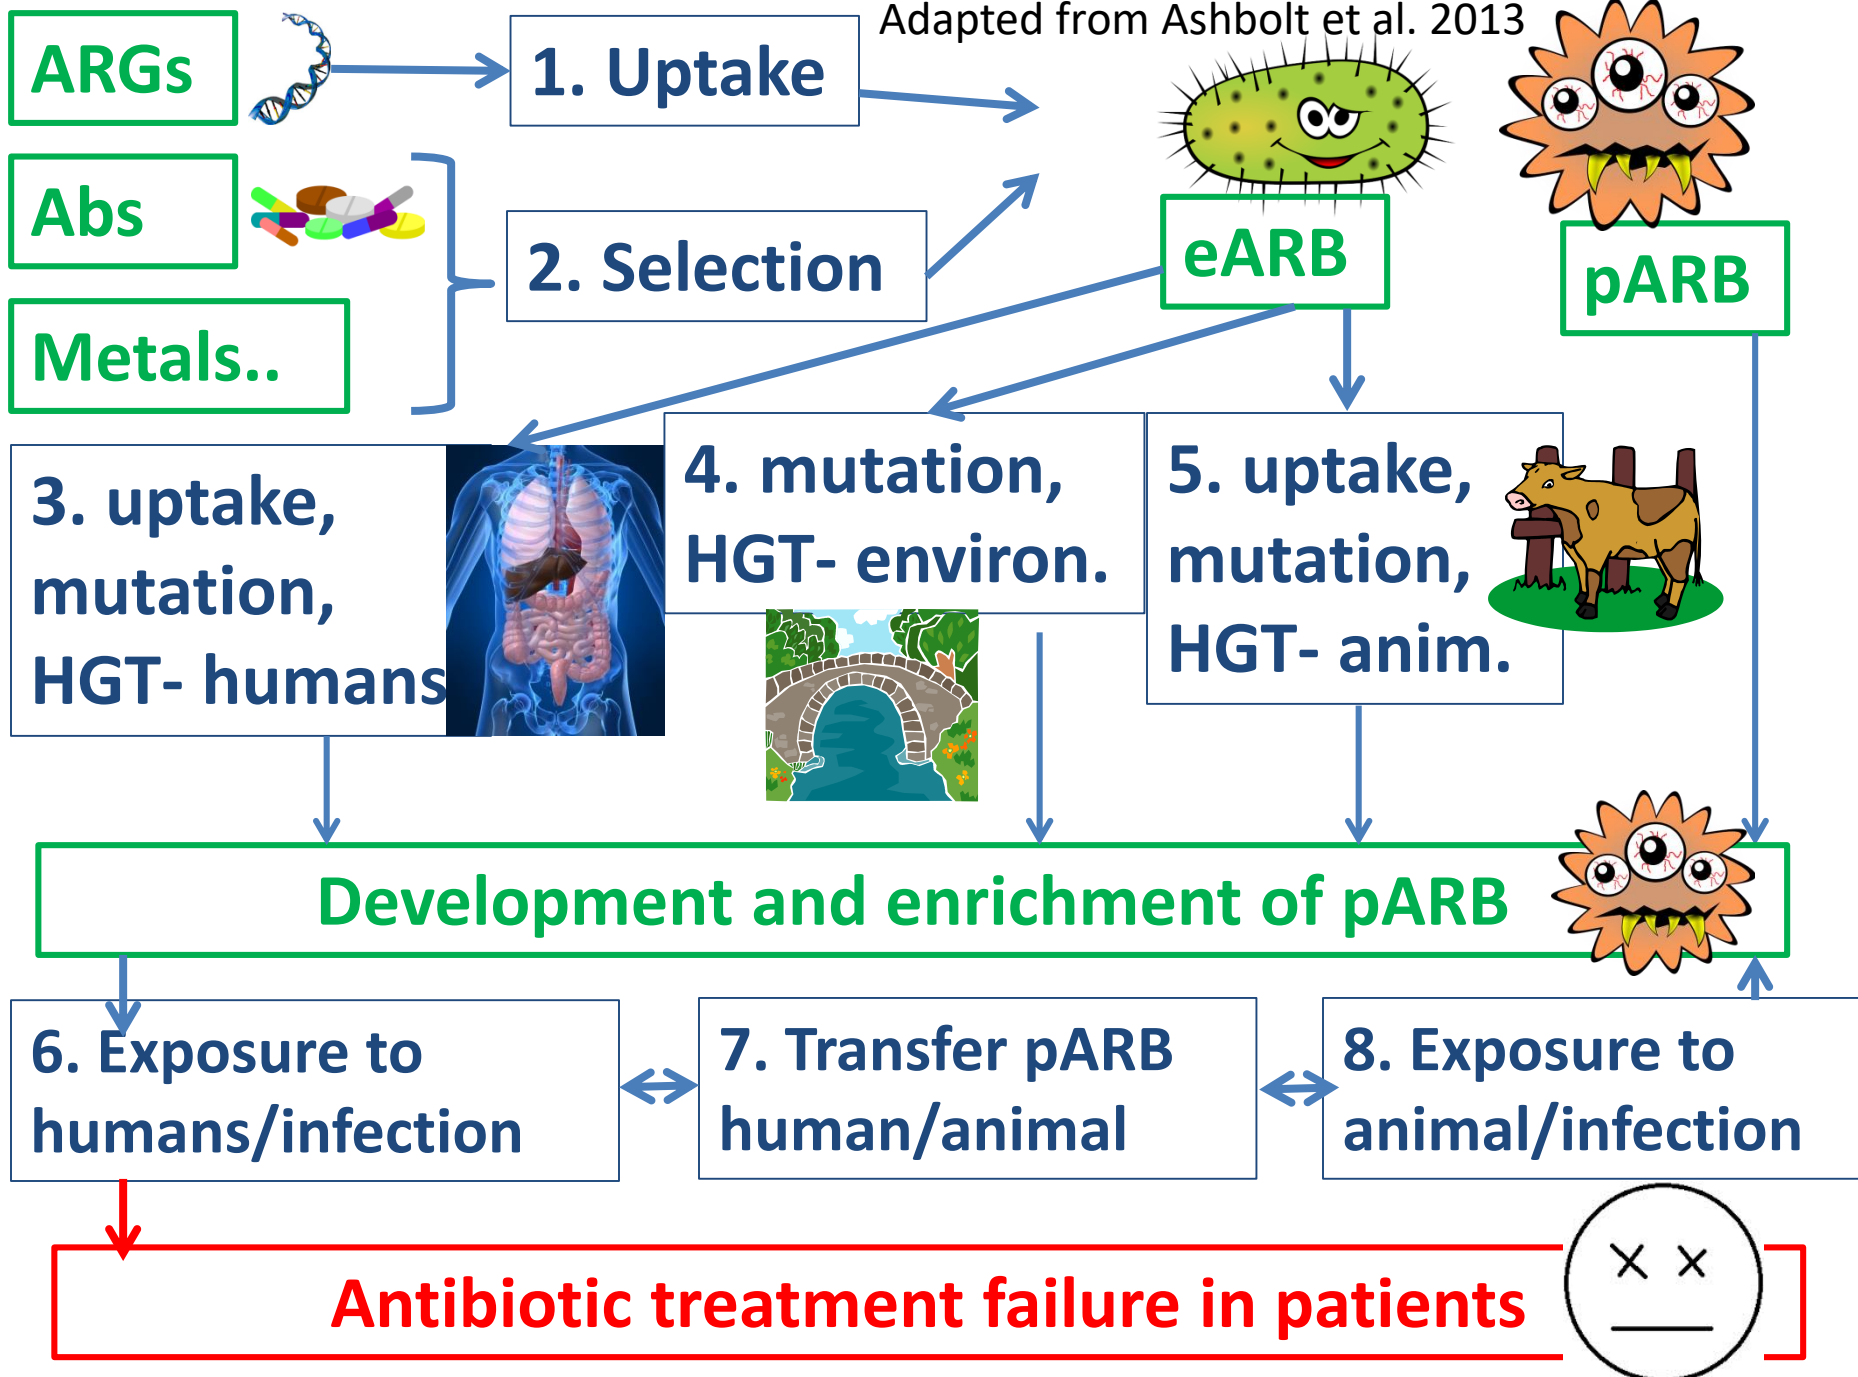 Adapted from Ashbolt et al. 2013
ARGs
1. Uptake
Abs
2. Selection
eARB
pARB
Metals..
3. uptake,
mutation,
HGT- humans
4. mutation,
HGT- environ.
5. uptake,
mutation,
HGT- anim.
Development and enrichment of pARB
6. Exposure to
humans/infection
7. Transfer pARB
human/animal
8. Exposure to
animal/infection
Antibiotic treatment failure in patients